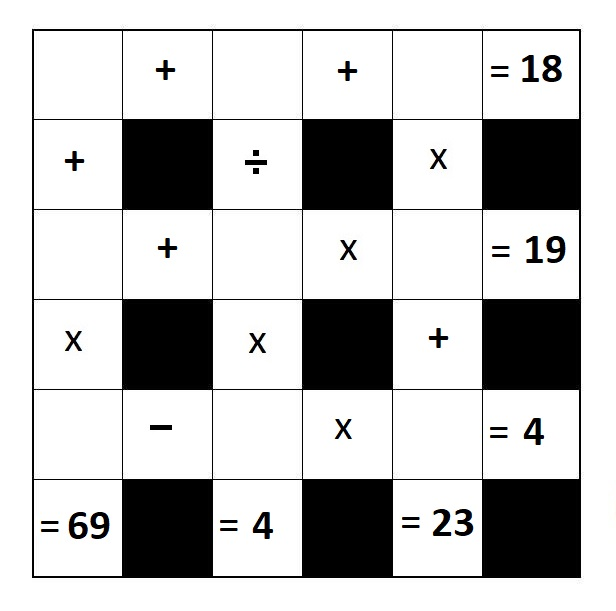 + + = 18
+ ÷ x
+ x = 19
x x +
− x = 4
= 69 = 4 = 23